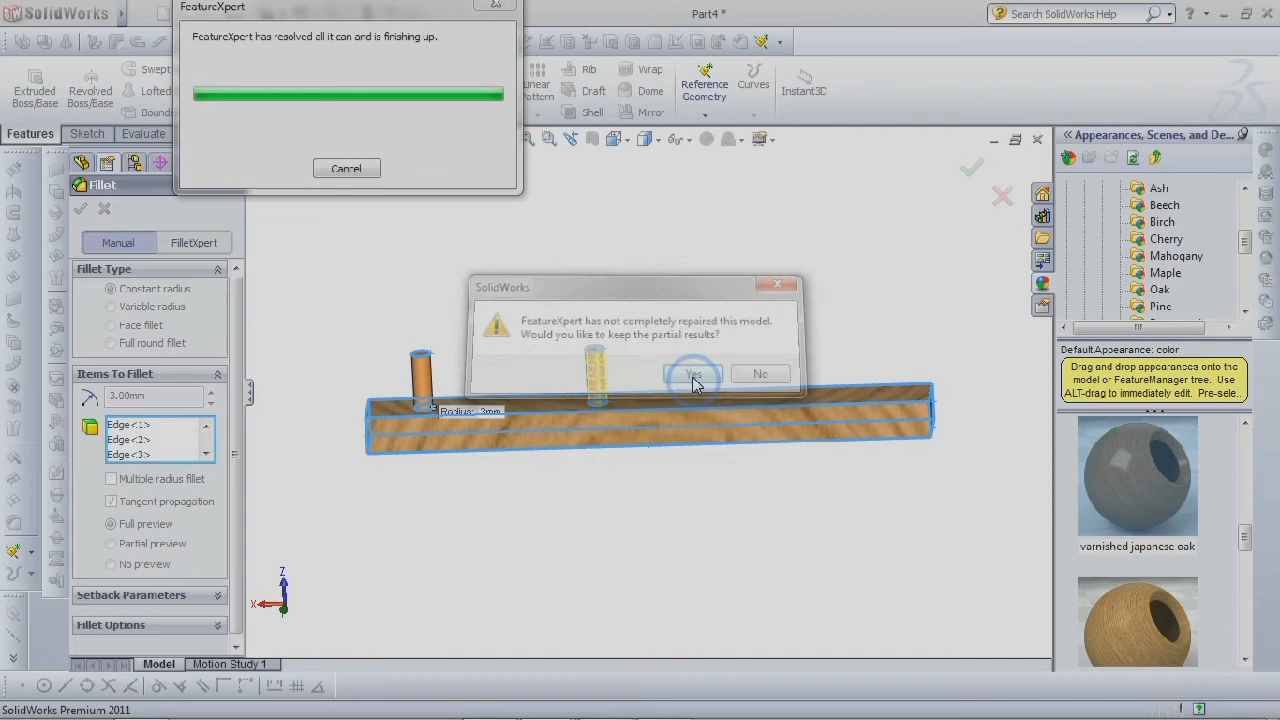 SolidWorks
FeatureXpert
Part4 *
Search SolidWorks Help
FeatureXpert has resolved all it can and is finishing up.
Cancel
Extruded
Boss/Base
Revolved
Boss/Base
Swept
Lofted
Bound
Linear
Pattern
Rib
Draft
Shell
Wrap
Dome
Mirror
Reference
Geometry
Curves
Instant3D
Features
Sketch
Evaluate
Appearances, Scenes, and De...
Fillet
Manual
FilletXpert
Fillet Type
Constant radius
Variable radius
Face fillet
Full round fillet
Items To Fillet
3.00mm
Edge<1>
Edge<2>
Edge<3>
Multiple radius fillet
Tangent propagation
Full preview
Partial preview
No preview
Setback Parameters
Fillet Options
SolidWorks
FeatureXpert has not completely repaired this model.
Would you like to keep the partial results?
Yes
No
Radius: 3mm
Z
X
Ash
Beech
Birch
Cherry
Mahogany
Maple
Oak
Pine
DefaultAppearance: color
Drag and drop appearances onto the
model or FeatureManager tree. Use
ALT-drag to immediately edit. Pre-sele..
varnished japanese oak
Model
Motion Study 1
SolidWorks Premium 2011